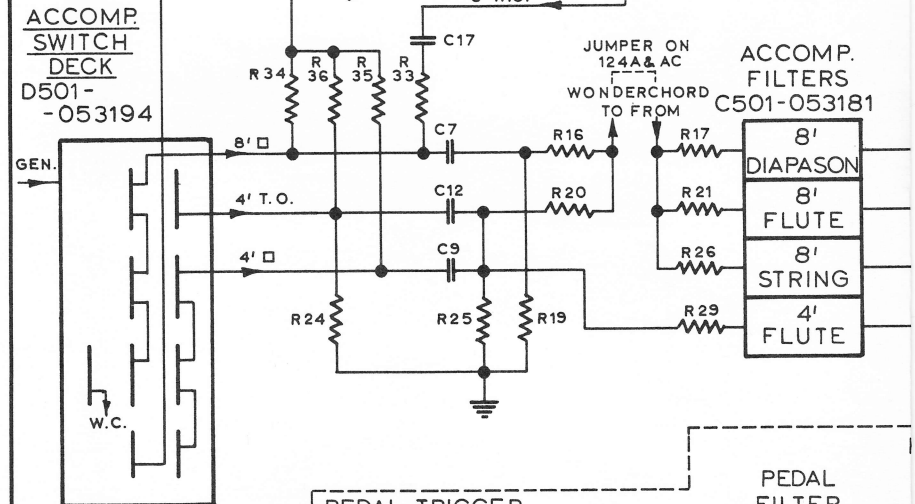 ACCOMP.
SWITCH
DECK
D501-
-053194
GEN.
8' □
4' T.O.
4' □
W.C.
R34
R
36
R
35
R
33
C17
C7
C12
C9
R24
R25
R19
R16
R20
JUMPER ON
124A & AC
WONDERCHORD
TO FROM
R17
R21
R26
R29
ACCOMP.
FILTERS
C501-053181
8'
DIAPASON
8'
FLUTE
8'
STRING
4'
FLUTE
PEDAL TRIGGER
PEDAL
FILTER